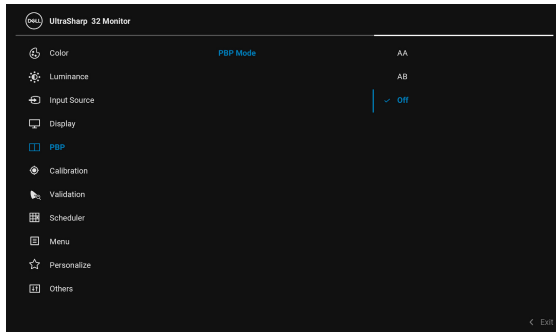 DELL UltraSharp 32 Monitor
Color PBP Mode AA
Luminance AB
Input Source Off
Display
PBP
Calibration
Validation
Scheduler
Menu
Personalize
Others
Exit